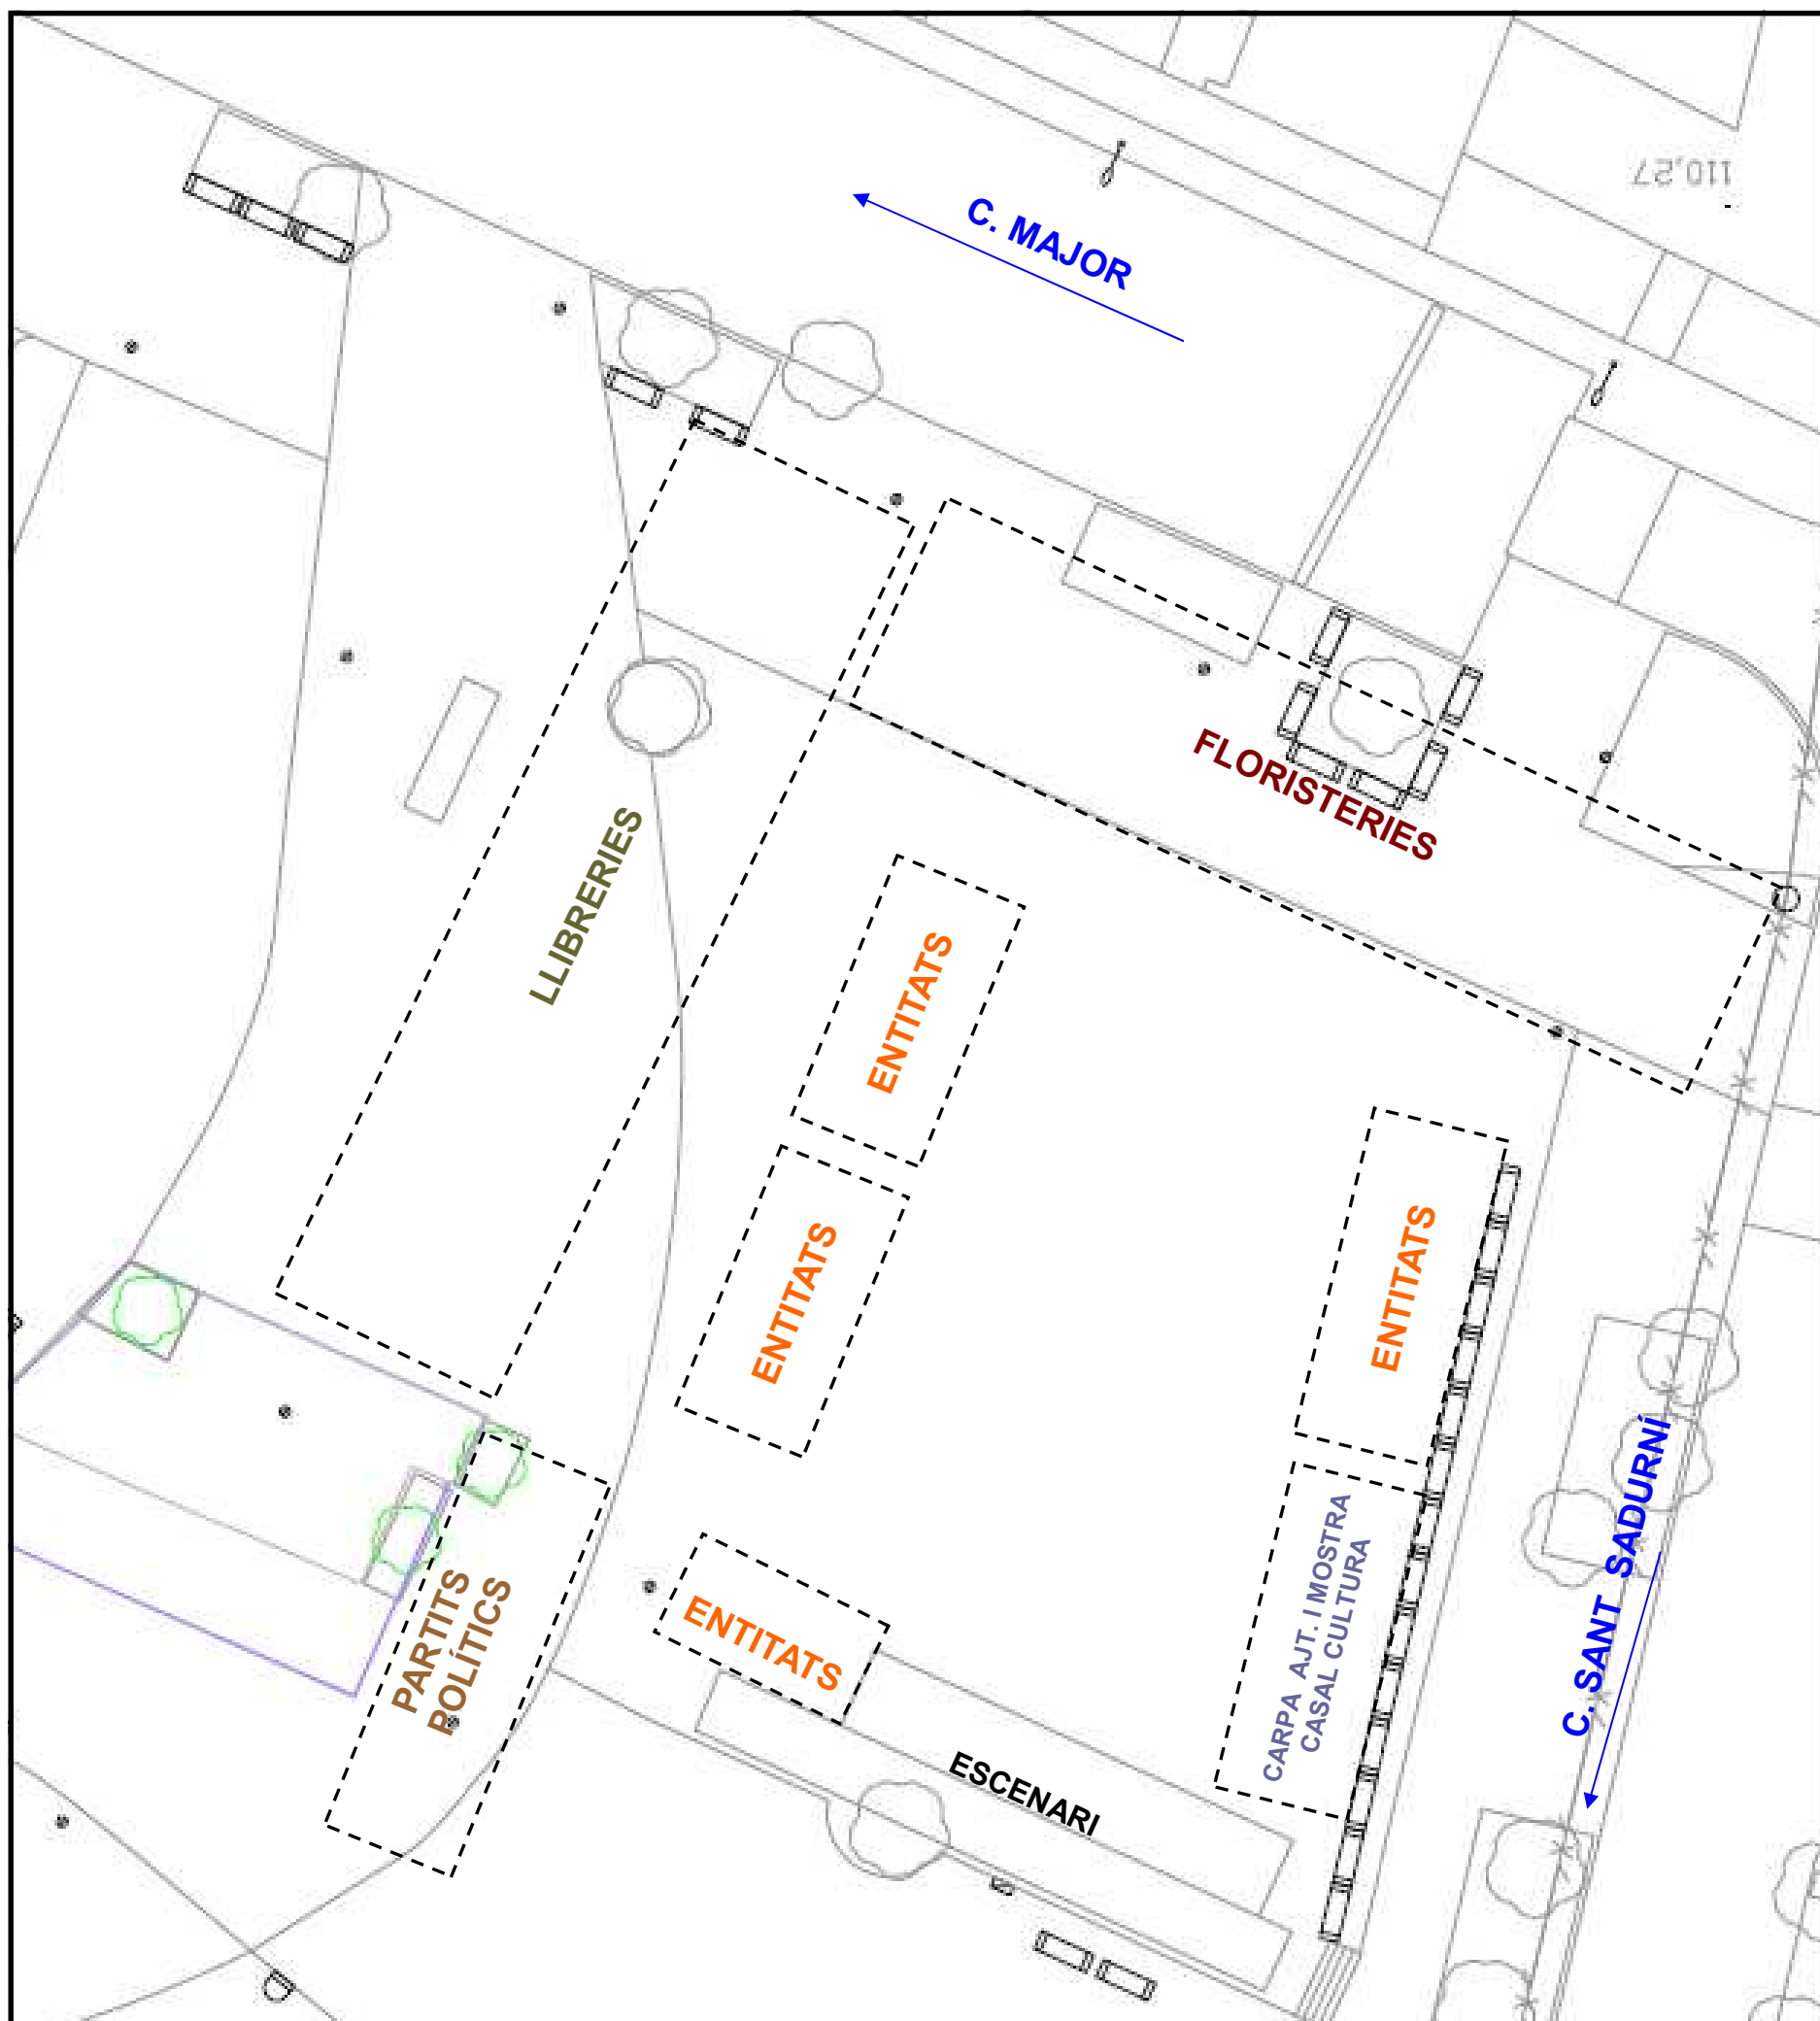 110,27
C. MAJOR
FLORISTERIES
LLIBRERIES
ENTITATS
ENTITATS
ENTITATS
ENTITATS
PARTITS
POLÍTICS
CARPA AJT. I MOSTRA
CASAL CULTURA
C. SANT SADURNÍ
ESCENARI